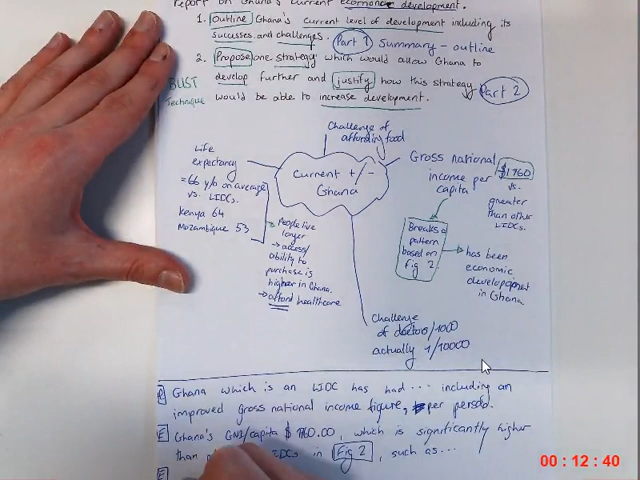 report on Ghana's current economic development.
1. Outline Ghana's current level of development including its
successes and challenges.
Part 1 Summary - outline
2. Propose one strategy which would allow Ghana to
develop further and justify how this strategy
would be able to increase development.
Part 2
BUST
Technique
Challenge of
affording food
Life
expectancy
=66 y/o on average
vs. LIDCs.
Kenya 64
Mozambique 53
Current +/-
Ghana
Gross national
income per
capita
$1760
vs.
greater
than other
LIDCs.
People live
longer
→ access/
ability to
purchase is
higher in Ghana.
→ afford healthcare
Breaks a
pattern
based on
Fig 2.
has been
economic
development
in Ghana.
Challenge
of doctors/1000
actually 1/10000
P Ghana which is an LIDC has had ... including an
improved gross national income figure, per person.
E Ghana's GNI/capita $1760.00, which is significantly higher
than LIDCs in Fig 2, such as...
E
00:12:40